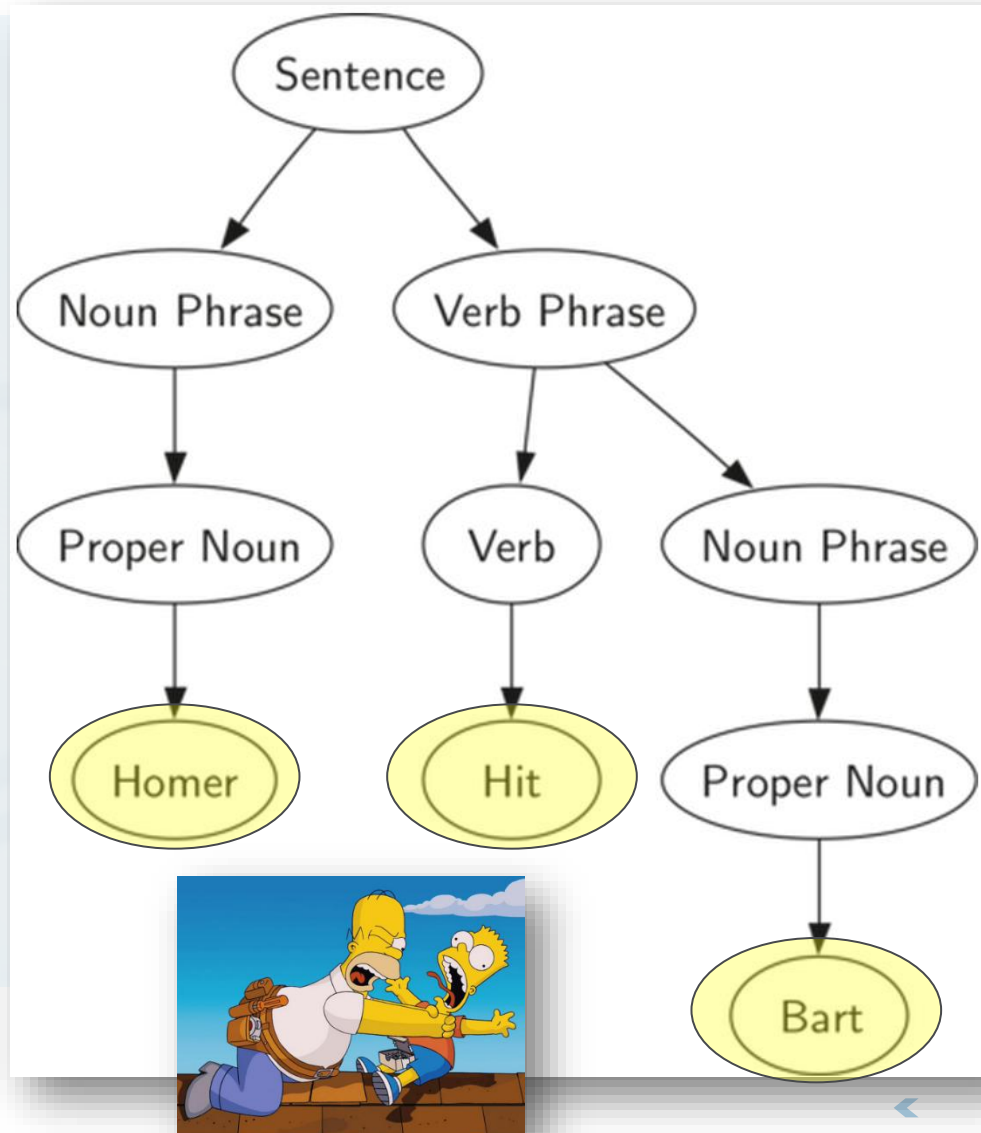 Sentence
Noun Phrase
Verb Phrase
Proper Noun
Verb
Noun Phrase
Homer
Hit
Proper Noun
Bart